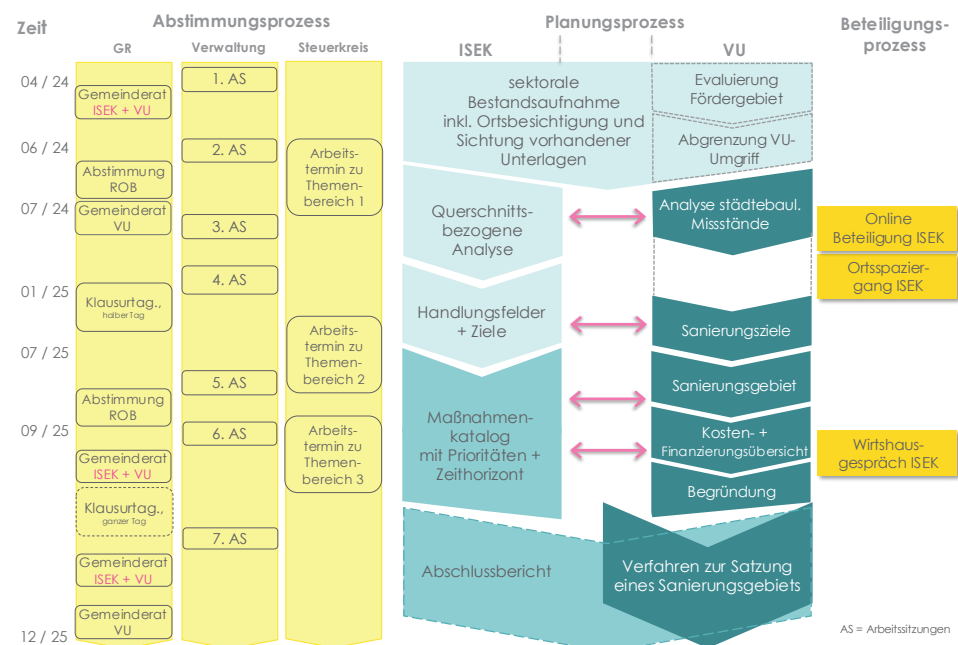 Zeit
Abstimmungsprozess
GR
Verwaltung
Steuerkreis
Planungsprozess
ISEK
VU
Beteiligungs-
prozess
04 / 24
06 / 24
07 / 24
01 / 25
07 / 25
09 / 25
12 / 25
Gemeinderat
ISEK + VU
Abstimmung
ROB
Gemeinderat
VU
Klausurtag.,
halber Tag
Abstimmung
ROB
Gemeinderat
ISEK + VU
Klausurtag.,
ganzer Tag
Gemeinderat
ISEK + VU
Gemeinderat
VU
1. AS
2. AS
3. AS
4. AS
5. AS
6. AS
7. AS
Arbeits-
termin zu
Themen-
bereich 1
Arbeits-
termin zu
Themen-
bereich 2
Arbeits-
termin zu
Themen-
bereich 3
sektorale
Bestandsaufnahme
inkl. Ortsbesichtigung und
Sichtung vorhandener
Unterlagen
Querschnitts-
bezogene
Analyse
Handlungsfelder
+ Ziele
Maßnahmen-
katalog
mit Prioritäten +
Zeithorizont
Abschlussbericht
Evaluierung
Fördergebiet
Abgrenzung VU-
Umgriff
Analyse städtebaul.
Missstände
Sanierungsziele
Sanierungsgebiet
Kosten- +
Finanzierungsübersicht
Begründung
Verfahren zur Satzung
eines Sanierungsgebiets
Online
Beteiligung ISEK
Ortsspazier-
gang ISEK
Wirtshaus-
gespräch ISEK
AS = Arbeitssitzungen